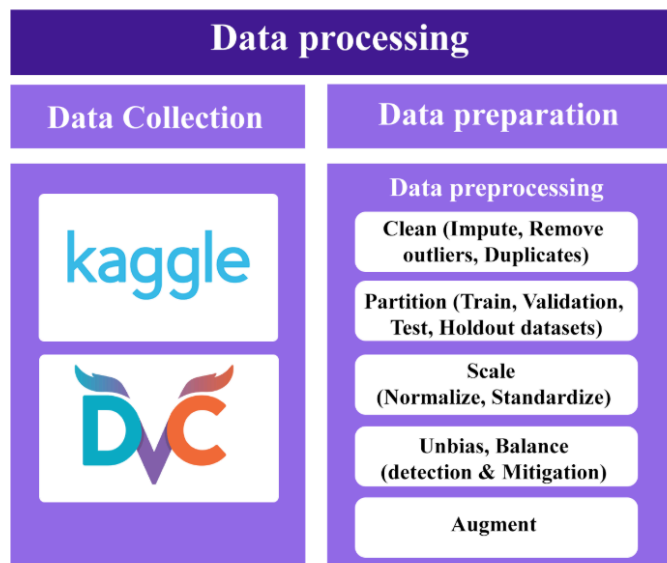 Data processing
Data Collection
Data preparation
kaggle
DVC
Data preprocessing
Clean (Impute, Remove
outliers, Duplicates)
Partition (Train, Validation,
Test, Holdout datasets)
Scale
(Normalize, Standardize)
Unbias, Balance
(detection & Mitigation)
Augment